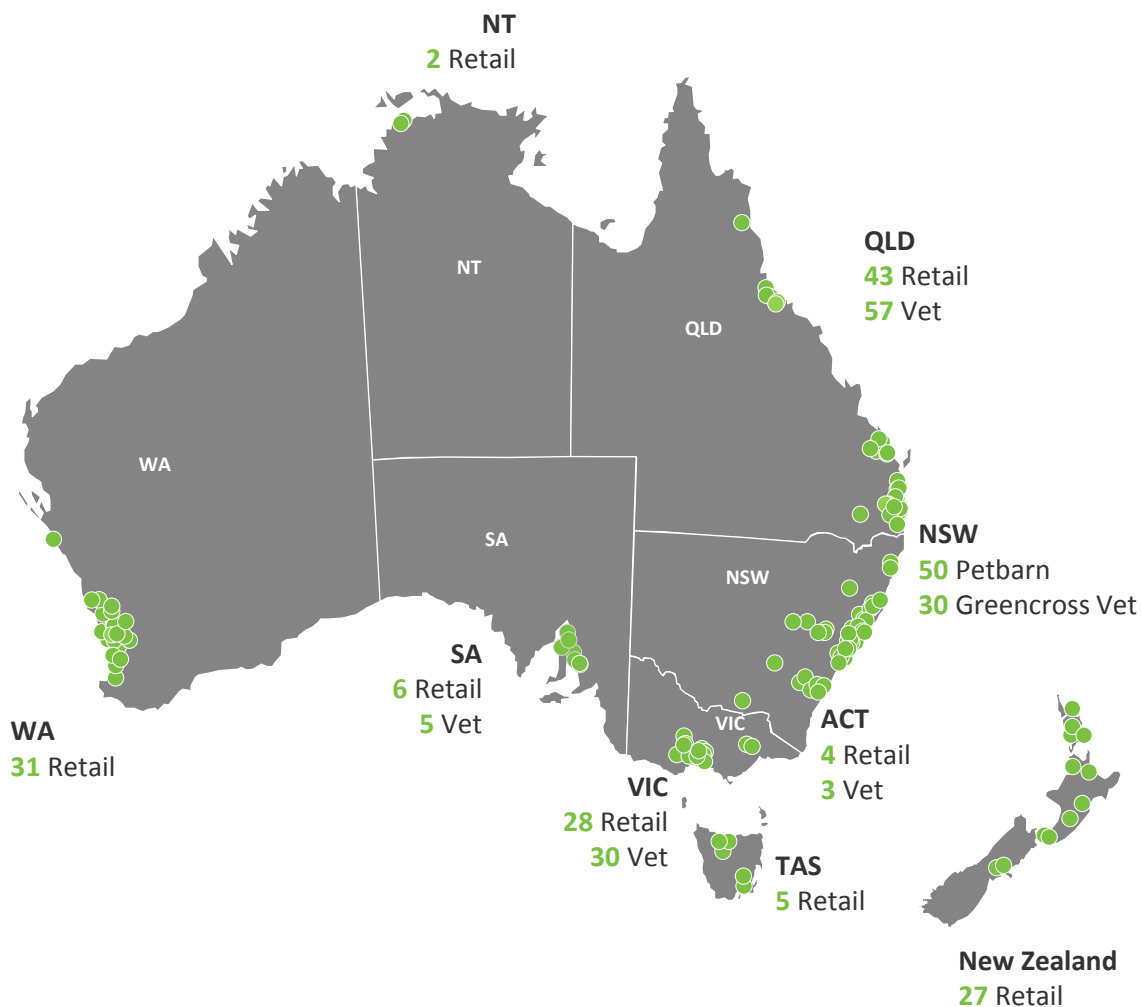 NT
2 Retail
NT
QLD
43 Retail
57 Vet
QLD
WA
SA
NSW
NSW
50 Petbarn
30 Greencross Vet
SA
6 Retail
5 Vet
WA
31 Retail
VIC
ACT
4 Retail
3 Vet
VIC
28 Retail
30 Vet
TAS
5 Retail
New Zealand
27 Retail